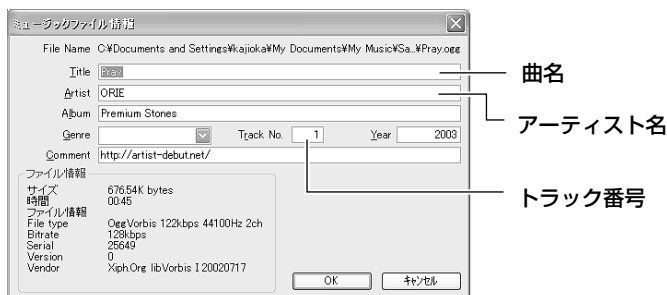 ミュージックファイル情報
File Name C:¥Documents and Settings¥kajioka¥My Documents¥My Music¥Sa..¥Pray.ogg
Title Pray
曲名
Artist ORIE
アーティスト名
Album Premium Stones
Genre Track No. 1 Year 2003
Comment http://artist-debut.net/
トラック番号
ファイル情報
サイズ 676.54K bytes
時間 00:45
ファイル情報
File type OggVorbis 122kbps 44100Hz 2ch
Bitrate 128kbps
Serial 25649
Version 0
Vendor Xiph.Org libVorbis I 20020717
OK キャンセル